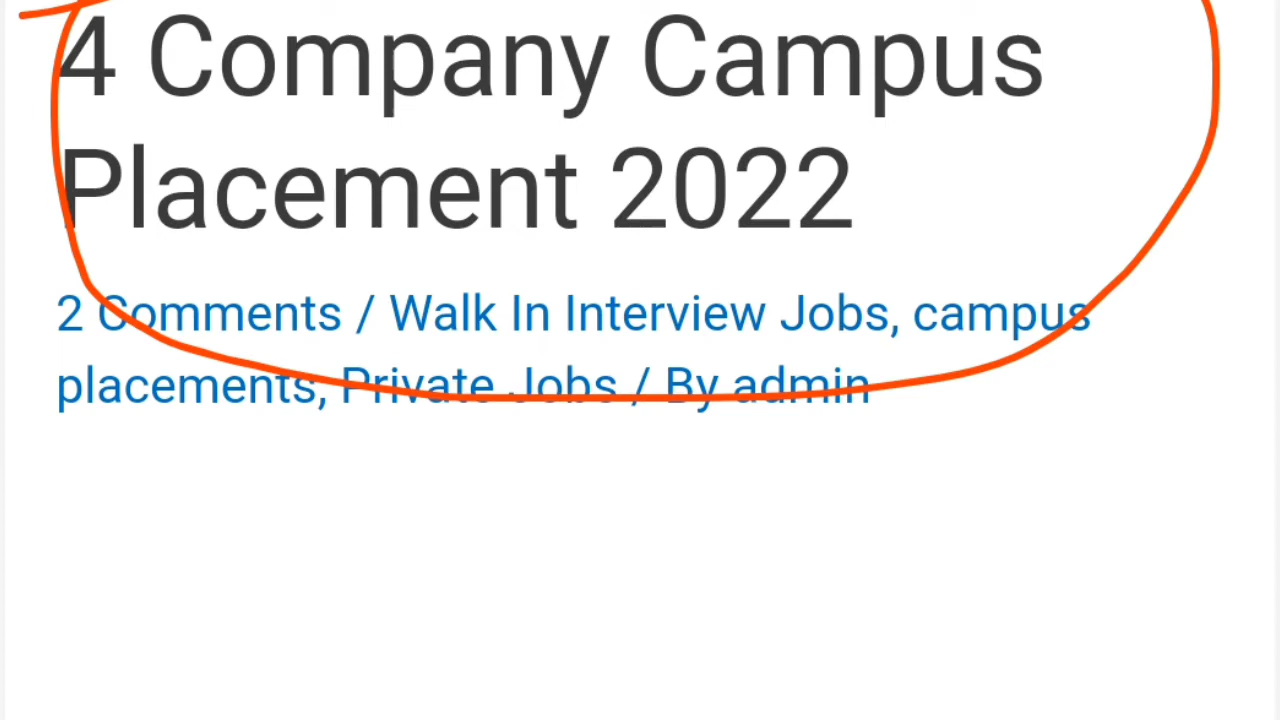 4 Company Campus
Placement 2022
2 Comments / Walk In Interview Jobs, campus
placements, Private Jobs / By admin